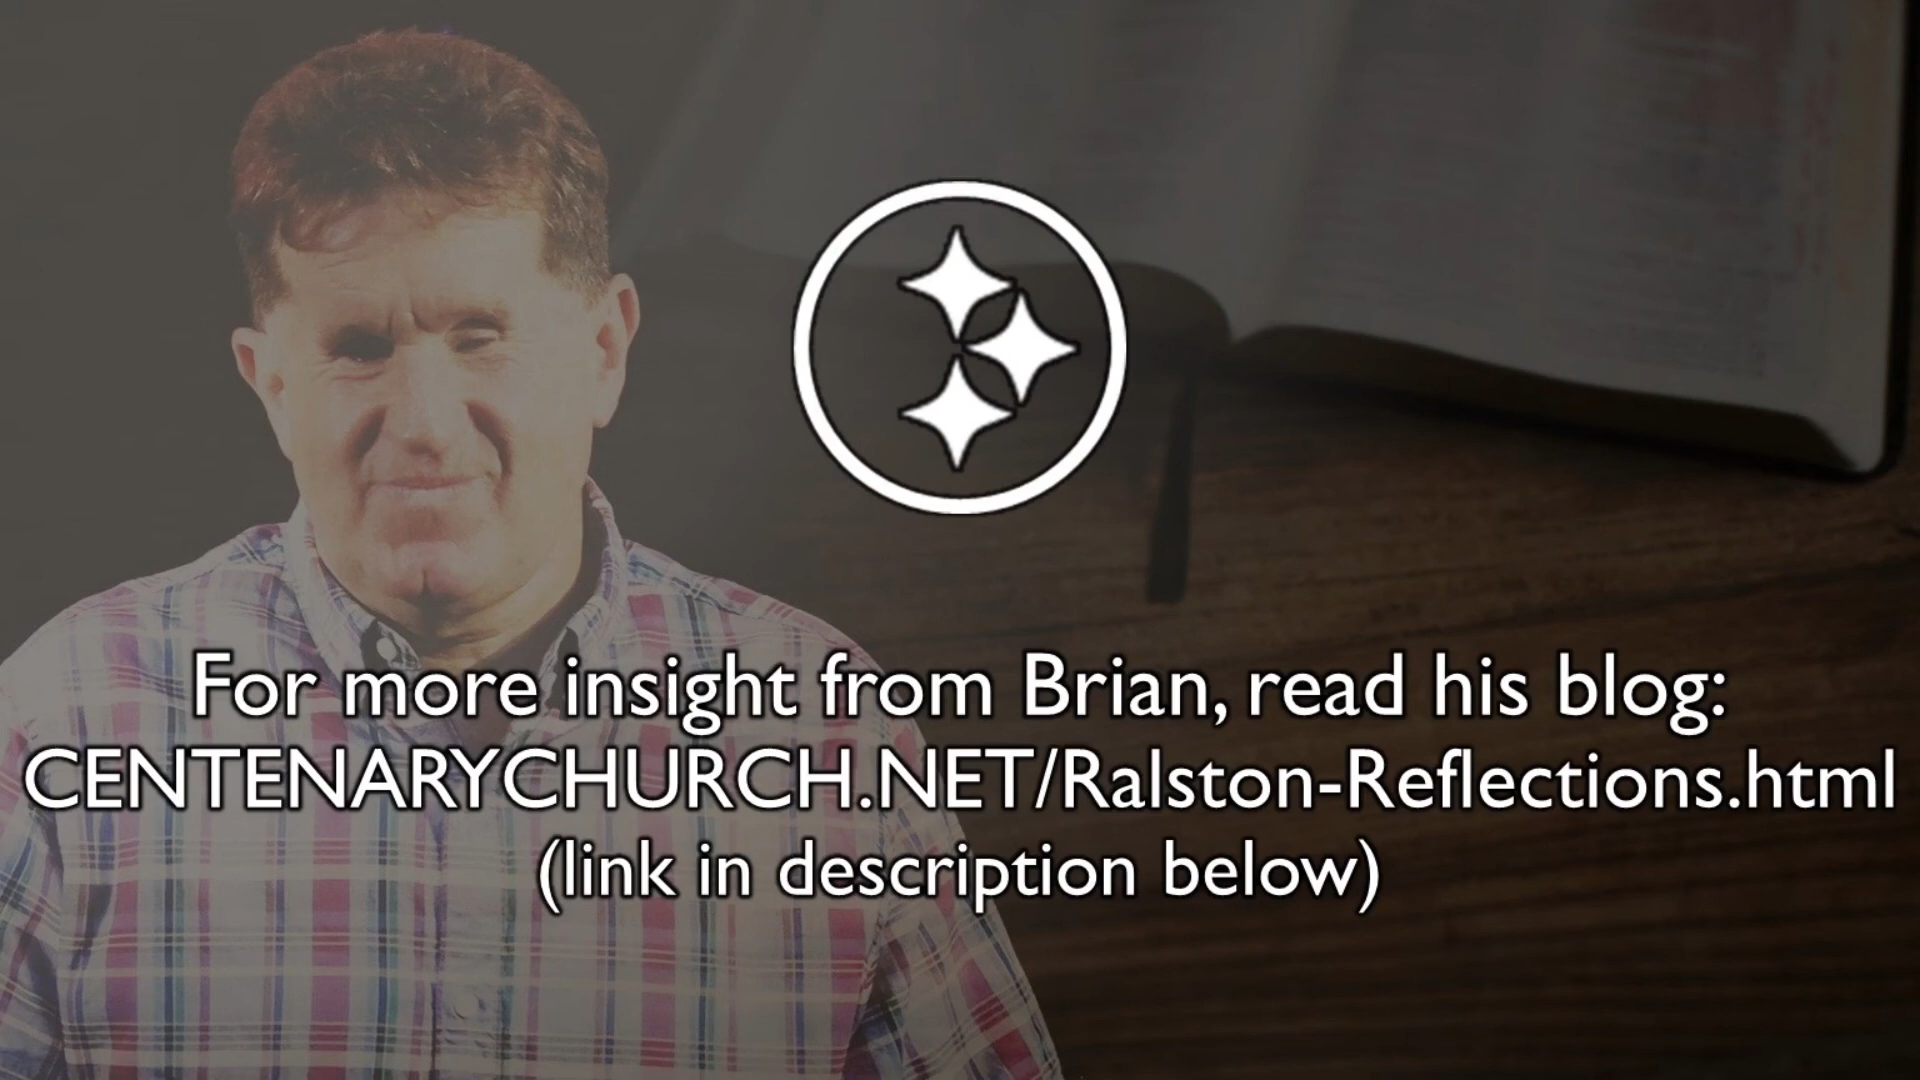 For more insight from Brian, read his blog:
CENTENARYCHURCH.NET/Ralston-Reflections.html
(link in description below)